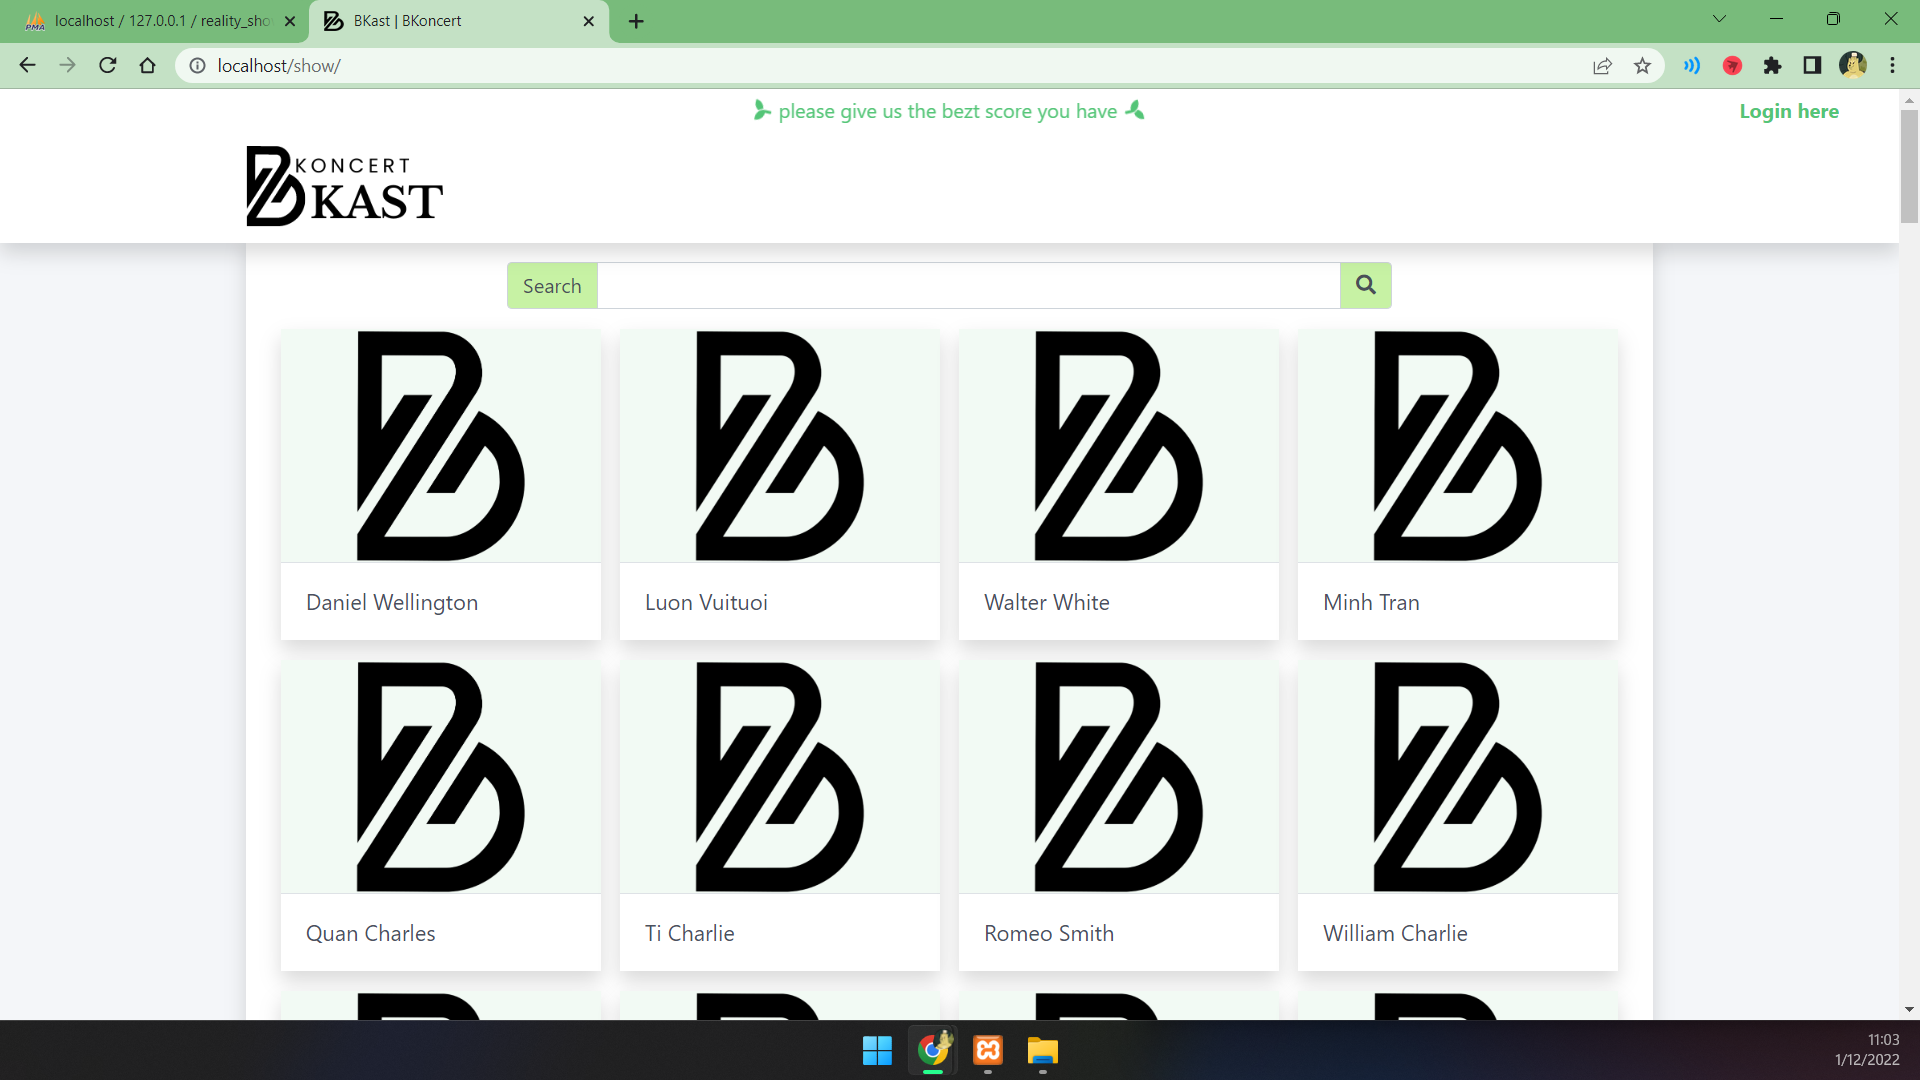 localhost / 127.0.0.1 / reality_sho
BKast | BKoncert
localhost/show/
please give us the bezt score you have
Login here
KONCERT
KAST
Search
Daniel Wellington
Luon Vuituoi
Walter White
Minh Tran
Quan Charles
Ti Charlie
Romeo Smith
William Charlie
11:03
1/12/2022